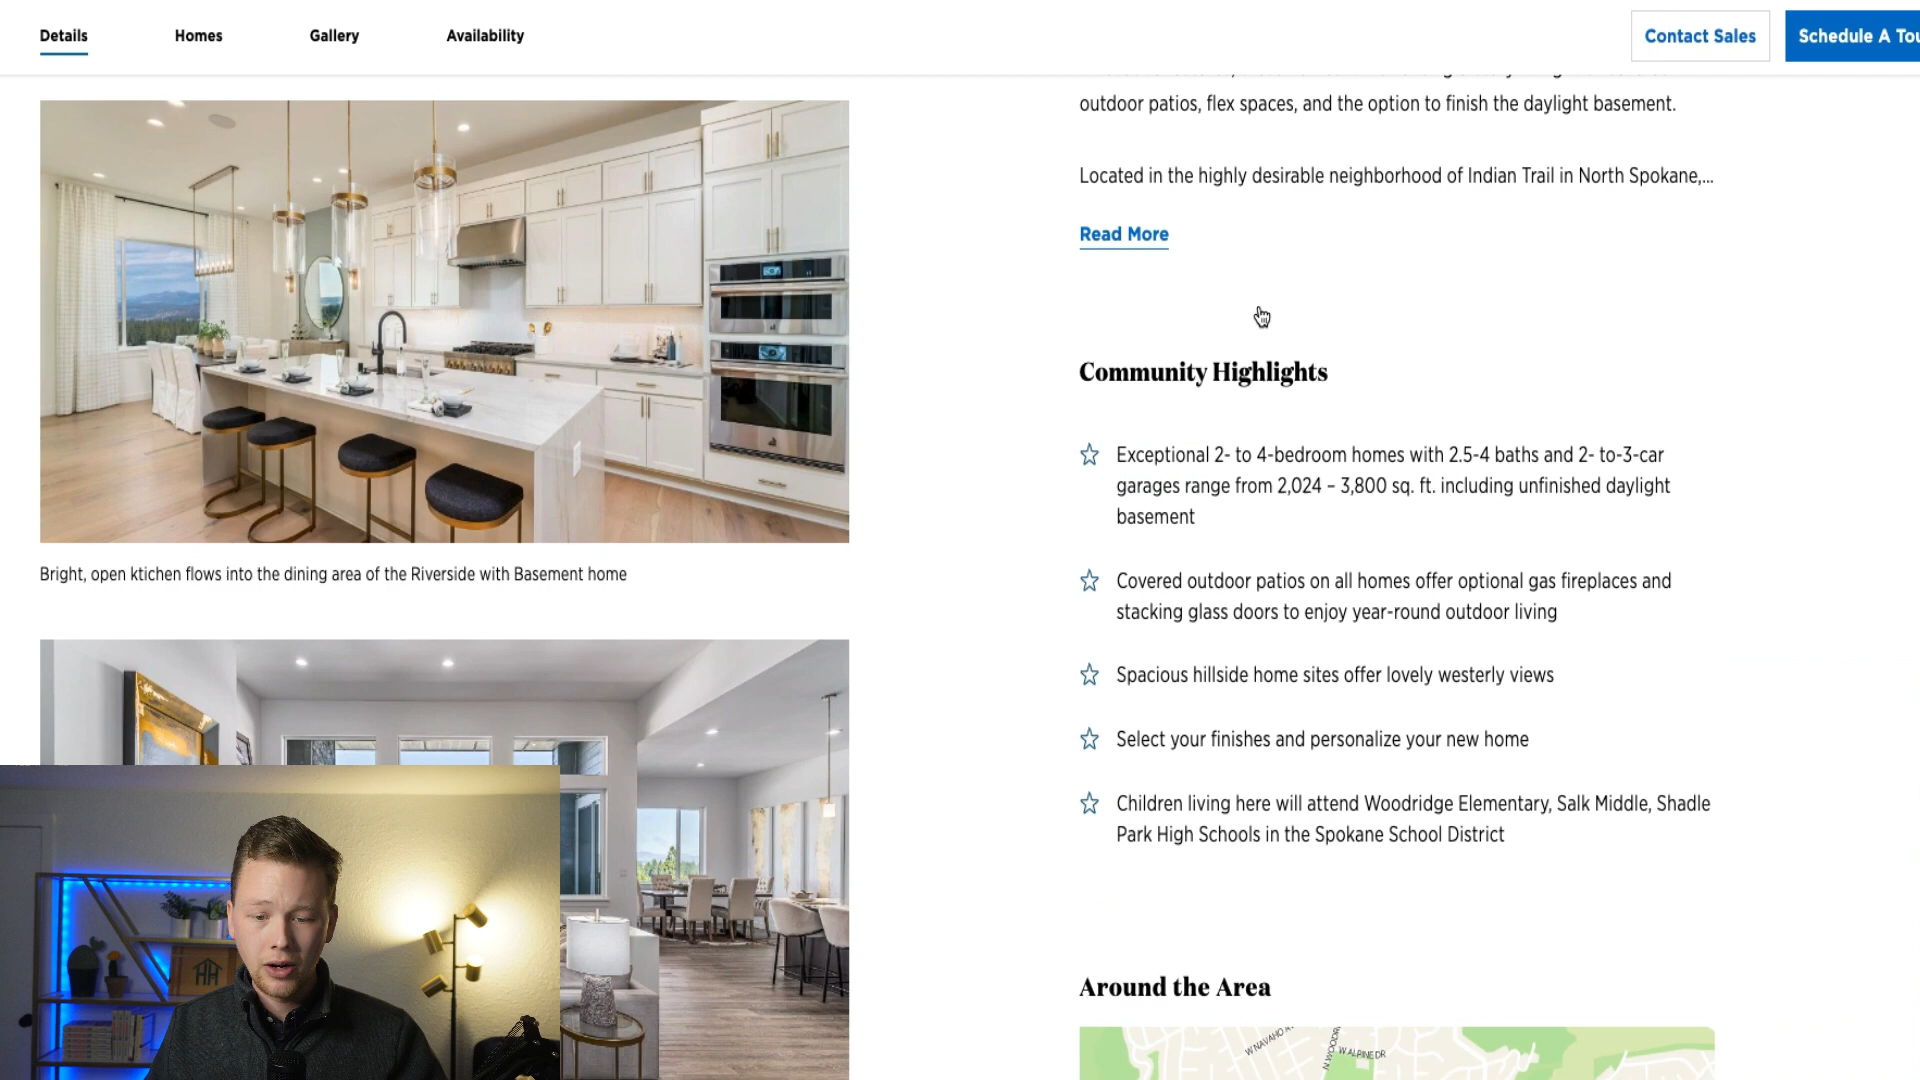 Details
Homes
Gallery
Availability
Contact Sales
Schedule A Tou
outdoor patios, flex spaces, and the option to finish the daylight basement.
Located in the highly desirable neighborhood of Indian Trail in North Spokane,...
Read More
Bright, open ktichen flows into the dining area of the Riverside with Basement home
Community Highlights
Exceptional 2- to 4-bedroom homes with 2.5-4 baths and 2- to-3-car
garages range from 2,024 – 3,800 sq. ft. including unfinished daylight
basement
Covered outdoor patios on all homes offer optional gas fireplaces and
stacking glass doors to enjoy year-round outdoor living
Spacious hillside home sites offer lovely westerly views
Select your finishes and personalize your new home
Children living here will attend Woodridge Elementary, Salk Middle, Shadle
Park High Schools in the Spokane School District
Around the Area
W NAVAHO A
N WOODR
W ALPINE DR
HH